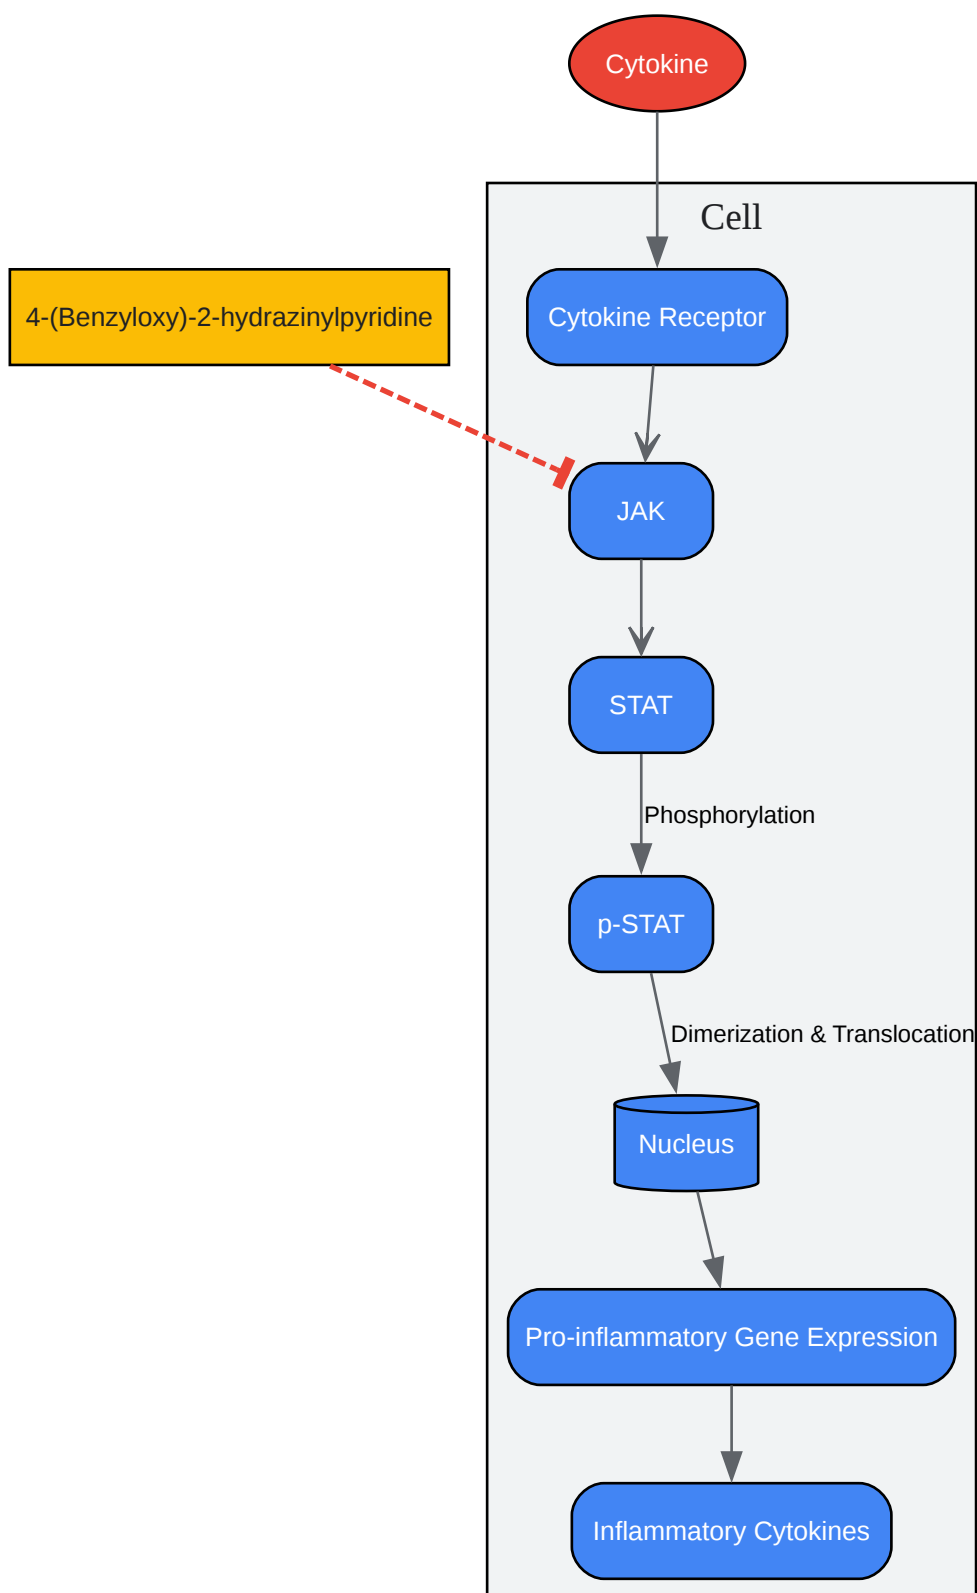 Cytokine
Cell
4-(Benzyloxy)-2-hydrazinylpyridine
Cytokine Receptor
JAK
STAT
Phosphorylation
p-STAT
Dimerization & Translocation
Nucleus
Pro-inflammatory Gene Expression
Inflammatory Cytokines